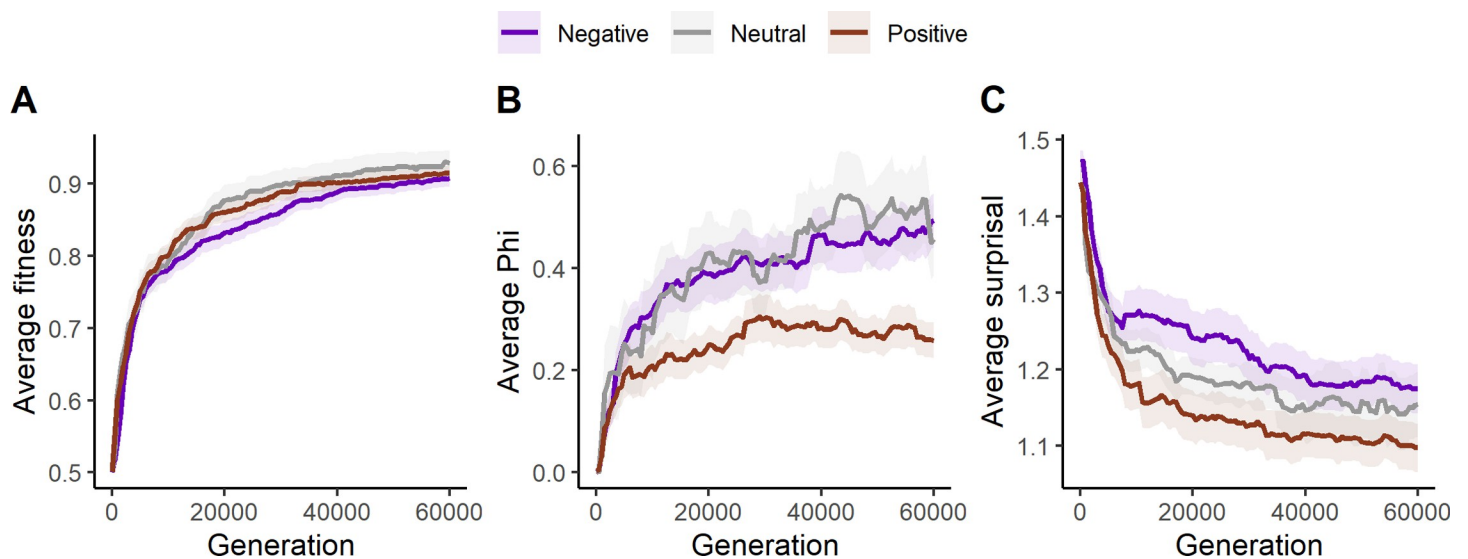 Negative Neutral Positive
A
Average fitness
0.9
0.8
0.7
0.6
0.5
0 20000 40000 60000
Generation
B
Average Phi
0.6
0.4
0.2
0.0
0 20000 40000 60000
Generation
C
Average surprisal
1.5
1.4
1.3
1.2
1.1
0 20000 40000 60000
Generation